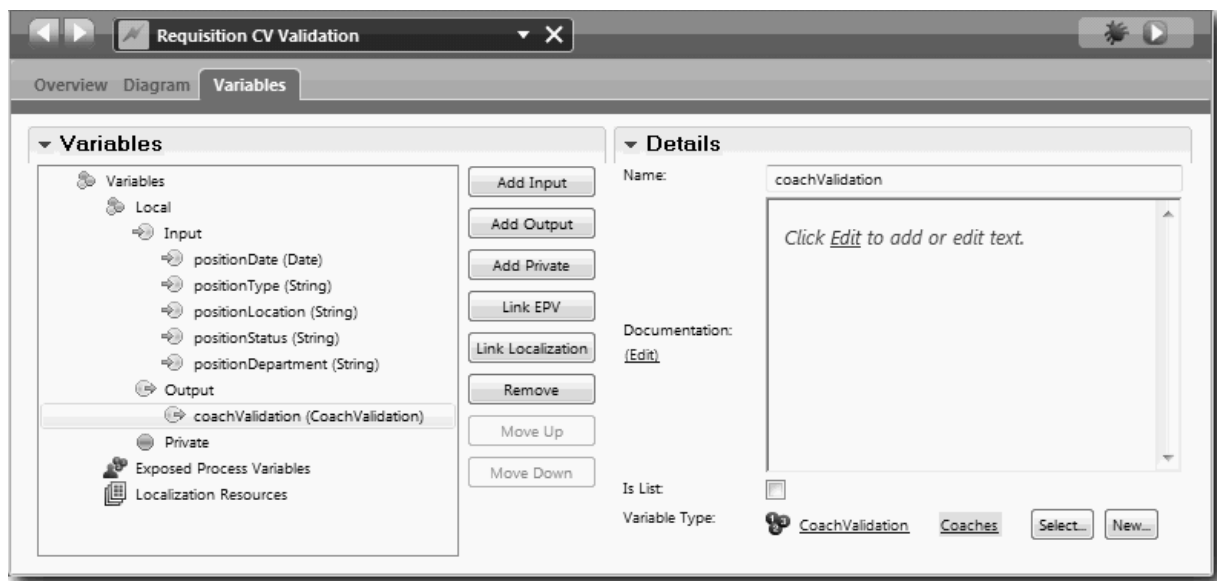 Requisition CV Validation
Overview Diagram Variables
Variables
Variables
Local
Input
positionDate (Date)
positionType (String)
positionLocation (String)
positionStatus (String)
positionDepartment (String)
Output
coachValidation (CoachValidation)
Private
Exposed Process Variables
Localization Resources
Add Input
Add Output
Add Private
Link EPV
Link Localization
Remove
Move Up
Move Down
Details
Name: coachValidation
Click Edit to add or edit text.
Documentation:
(Edit)
Is List:
Variable Type: CoachValidation Coaches Select... New...